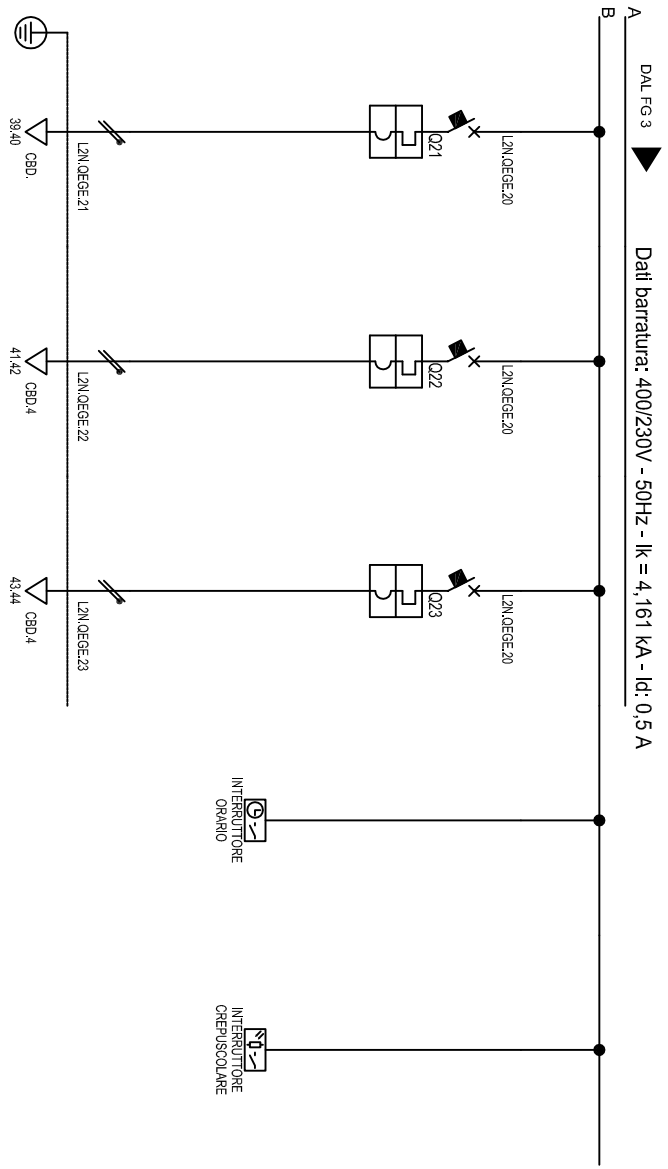 DAL FG 3
Dati barratura: 400/230V - 50Hz - Ik = 4,161 kA - Id: 0,5 A
A
B
L2N.QEGE.20
L2N.QEGE.20
L2N.QEGE.20
Q21
Q22
Q23
INTERRUTTORE
ORARIO
INTERRUTTORE
CREPUSCOLARE
L2N.QEGE.21
L2N.QEGE.22
L2N.QEGE.23
CBD.
39.40
CBD.4
41.42
CBD.4
43.44